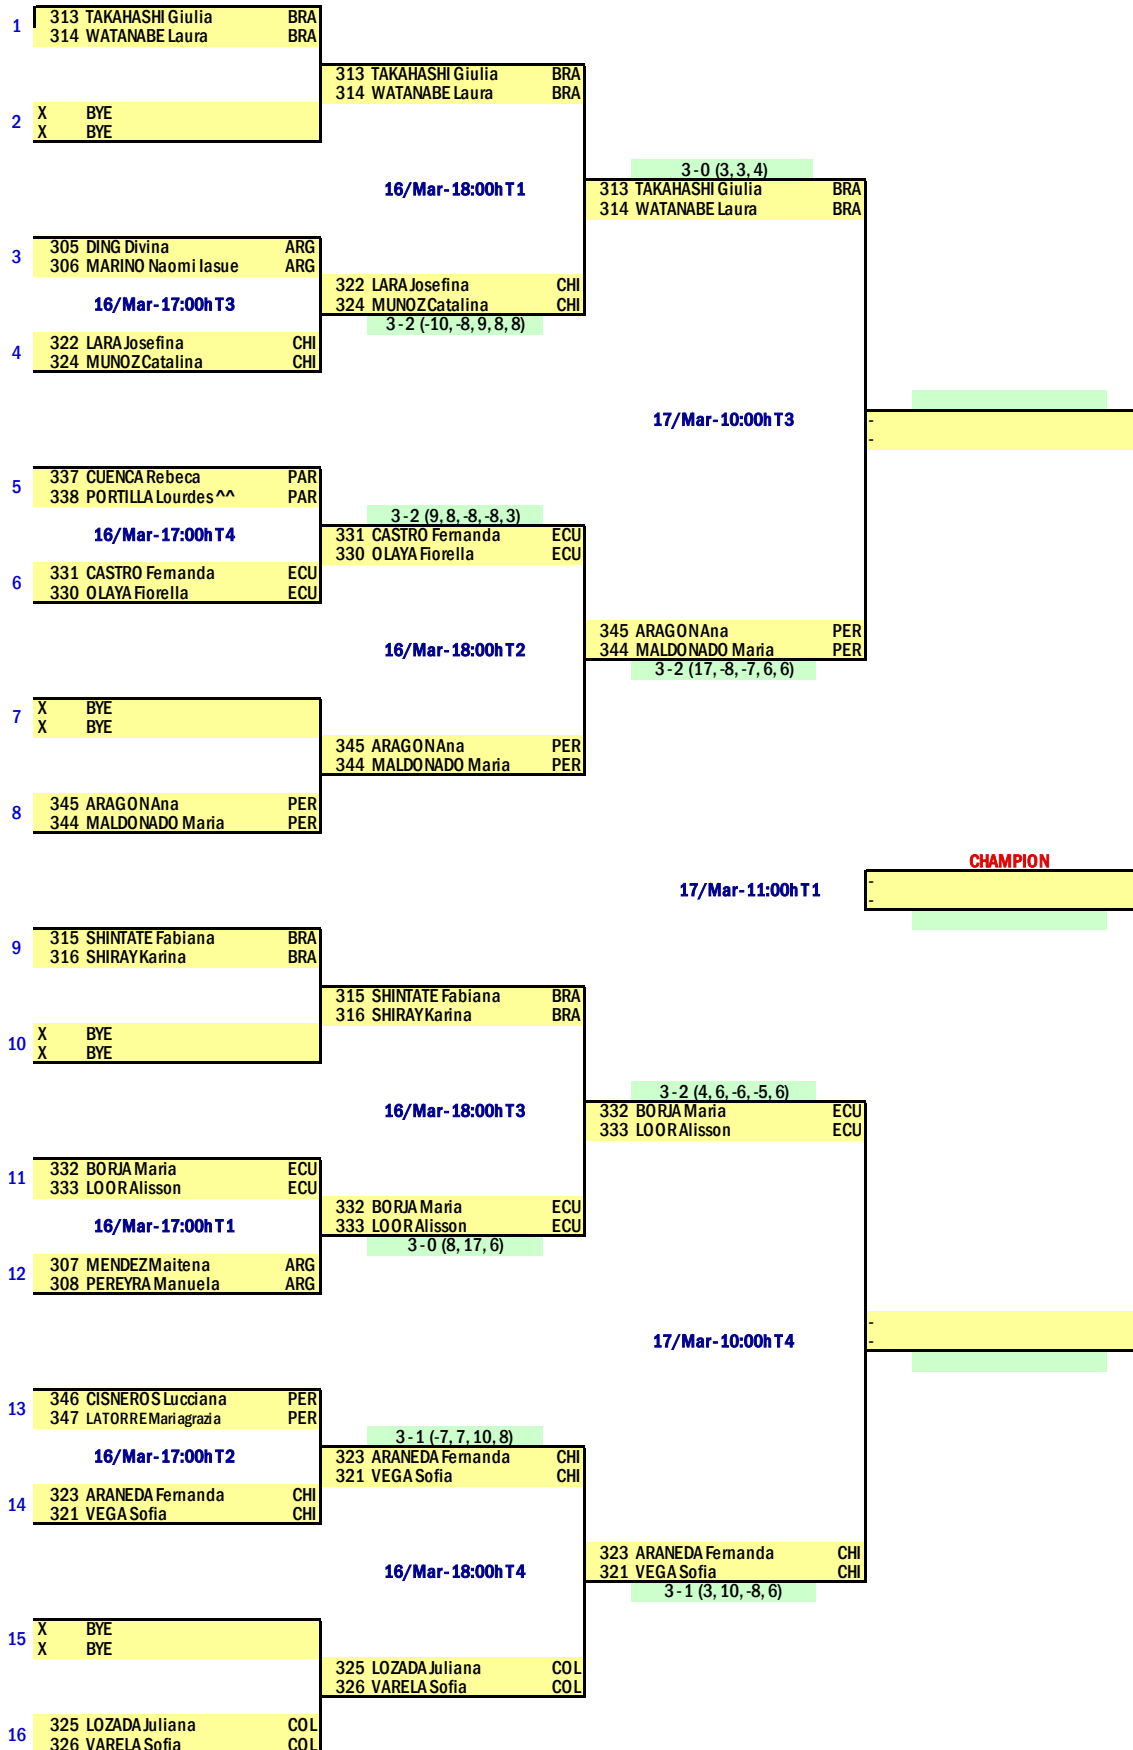 1 313 TAKAHASHI Giulia BRA
314 WATANABE Laura BRA
313 TAKAHASHI Giulia BRA
314 WATANABE Laura BRA
2 X BYE
X BYE
3-0 (3, 3, 4)
16/Mar-18:00h T1
313 TAKAHASHI Giulia BRA
314 WATANABE Laura BRA
3 305 DING Divina ARG
306 MARINO Naomi Iasue ARG
16/Mar-17:00h T3
322 LARA Josefina CHI
324 MUNOZ Catalina CHI
3-2 (-10, -8, 9, 8, 8)
4 322 LARA Josefina CHI
324 MUNOZ Catalina CHI
17/Mar-10:00h T3
-
-
5 337 CUENCA Rebeca PAR
338 PORTILLA Lourdes ^^ PAR
3-2 (9, 8, -8, -8, 3)
16/Mar-17:00h T4
331 CASTRO Fernanda ECU
330 OLAYA Fiorella ECU
6 331 CASTRO Fernanda ECU
330 OLAYA Fiorella ECU
16/Mar-18:00h T2
345 ARAGON Ana PER
344 MALDONADO Maria PER
3-2 (17, -8, -7, 6, 6)
7 X BYE
X BYE
345 ARAGON Ana PER
344 MALDONADO Maria PER
8 345 ARAGON Ana PER
344 MALDONADO Maria PER
CHAMPION
17/Mar-11:00h T1
-
-
9 315 SHINTATE Fabiana BRA
316 SHIRAY Karina BRA
315 SHINTATE Fabiana BRA
316 SHIRAY Karina BRA
10 X BYE
X BYE
3-2 (4, 6, -6, -5, 6)
16/Mar-18:00h T3
332 BORJA Maria ECU
333 LOOR Alisson ECU
11 332 BORJA Maria ECU
333 LOOR Alisson ECU
16/Mar-17:00h T1
332 BORJA Maria ECU
333 LOOR Alisson ECU
3-0 (8, 17, 6)
12 307 MENDEZ Maitena ARG
308 PEREYRA Manuela ARG
17/Mar-10:00h T4
-
-
13 346 CISNEROS Lucciana PER
347 LATORRE Mariagrazia PER
3-1 (-7, 7, 10, 8)
16/Mar-17:00h T2
323 ARANEDA Fernanda CHI
321 VEGA Sofia CHI
14 323 ARANEDA Fernanda CHI
321 VEGA Sofia CHI
16/Mar-18:00h T4
323 ARANEDA Fernanda CHI
321 VEGA Sofia CHI
3-1 (3, 10, -8, 6)
15 X BYE
X BYE
325 LOZADA Juliana COL
326 VARELA Sofia COL
16 325 LOZADA Juliana COL
326 VARELA Sofia COL